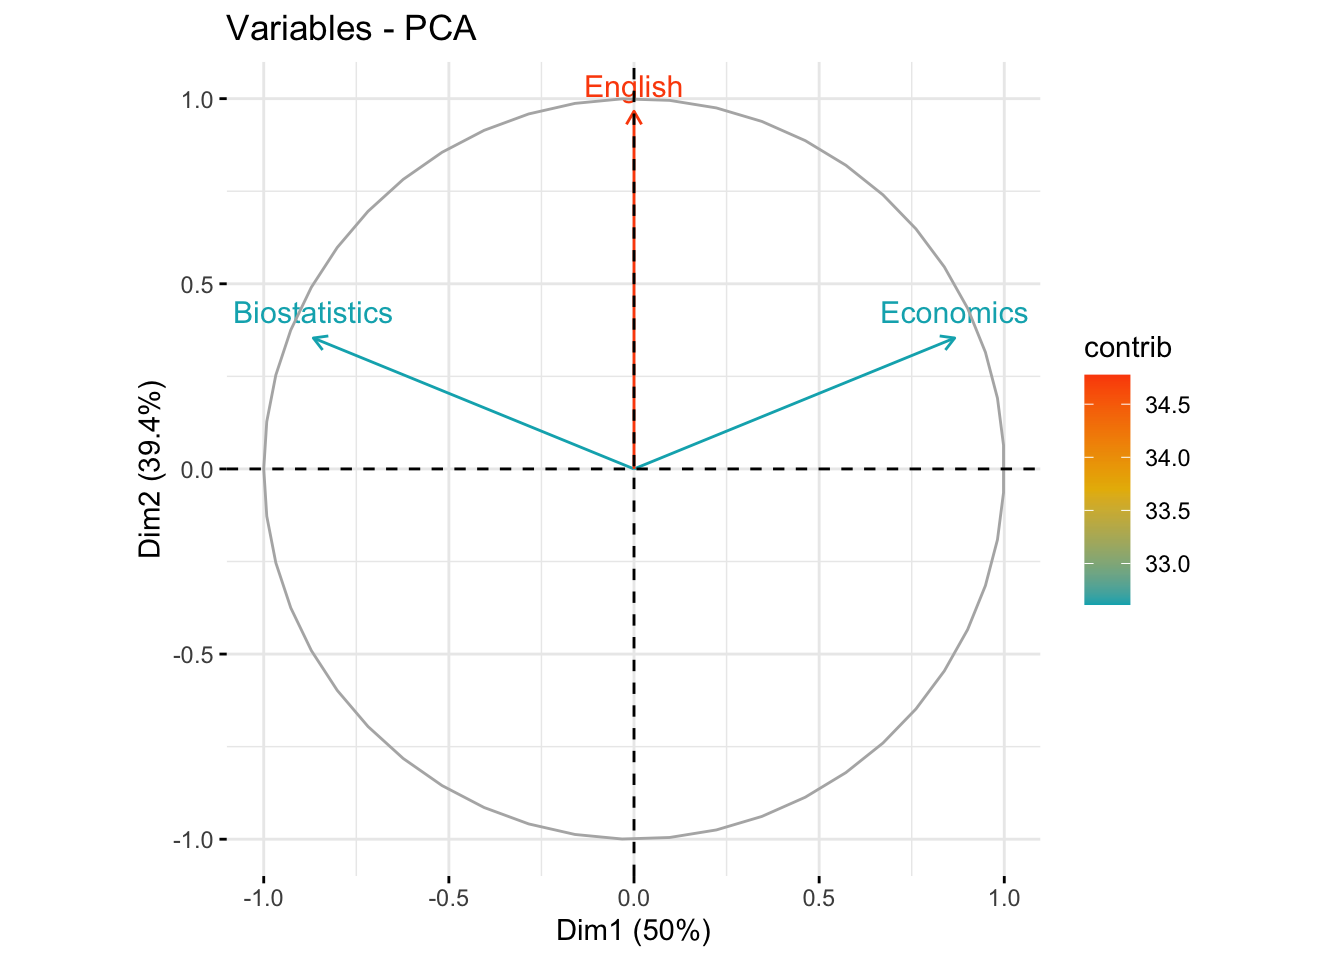 Variables - PCA
English
1.0
0.5
Biostatistics
Economics
0.0
-0.5
-1.0
Dim2 (39.4%)
-1.0
-0.5
0.0
0.5
1.0
Dim1 (50%)
contrib
34.5
34.0
33.5
33.0